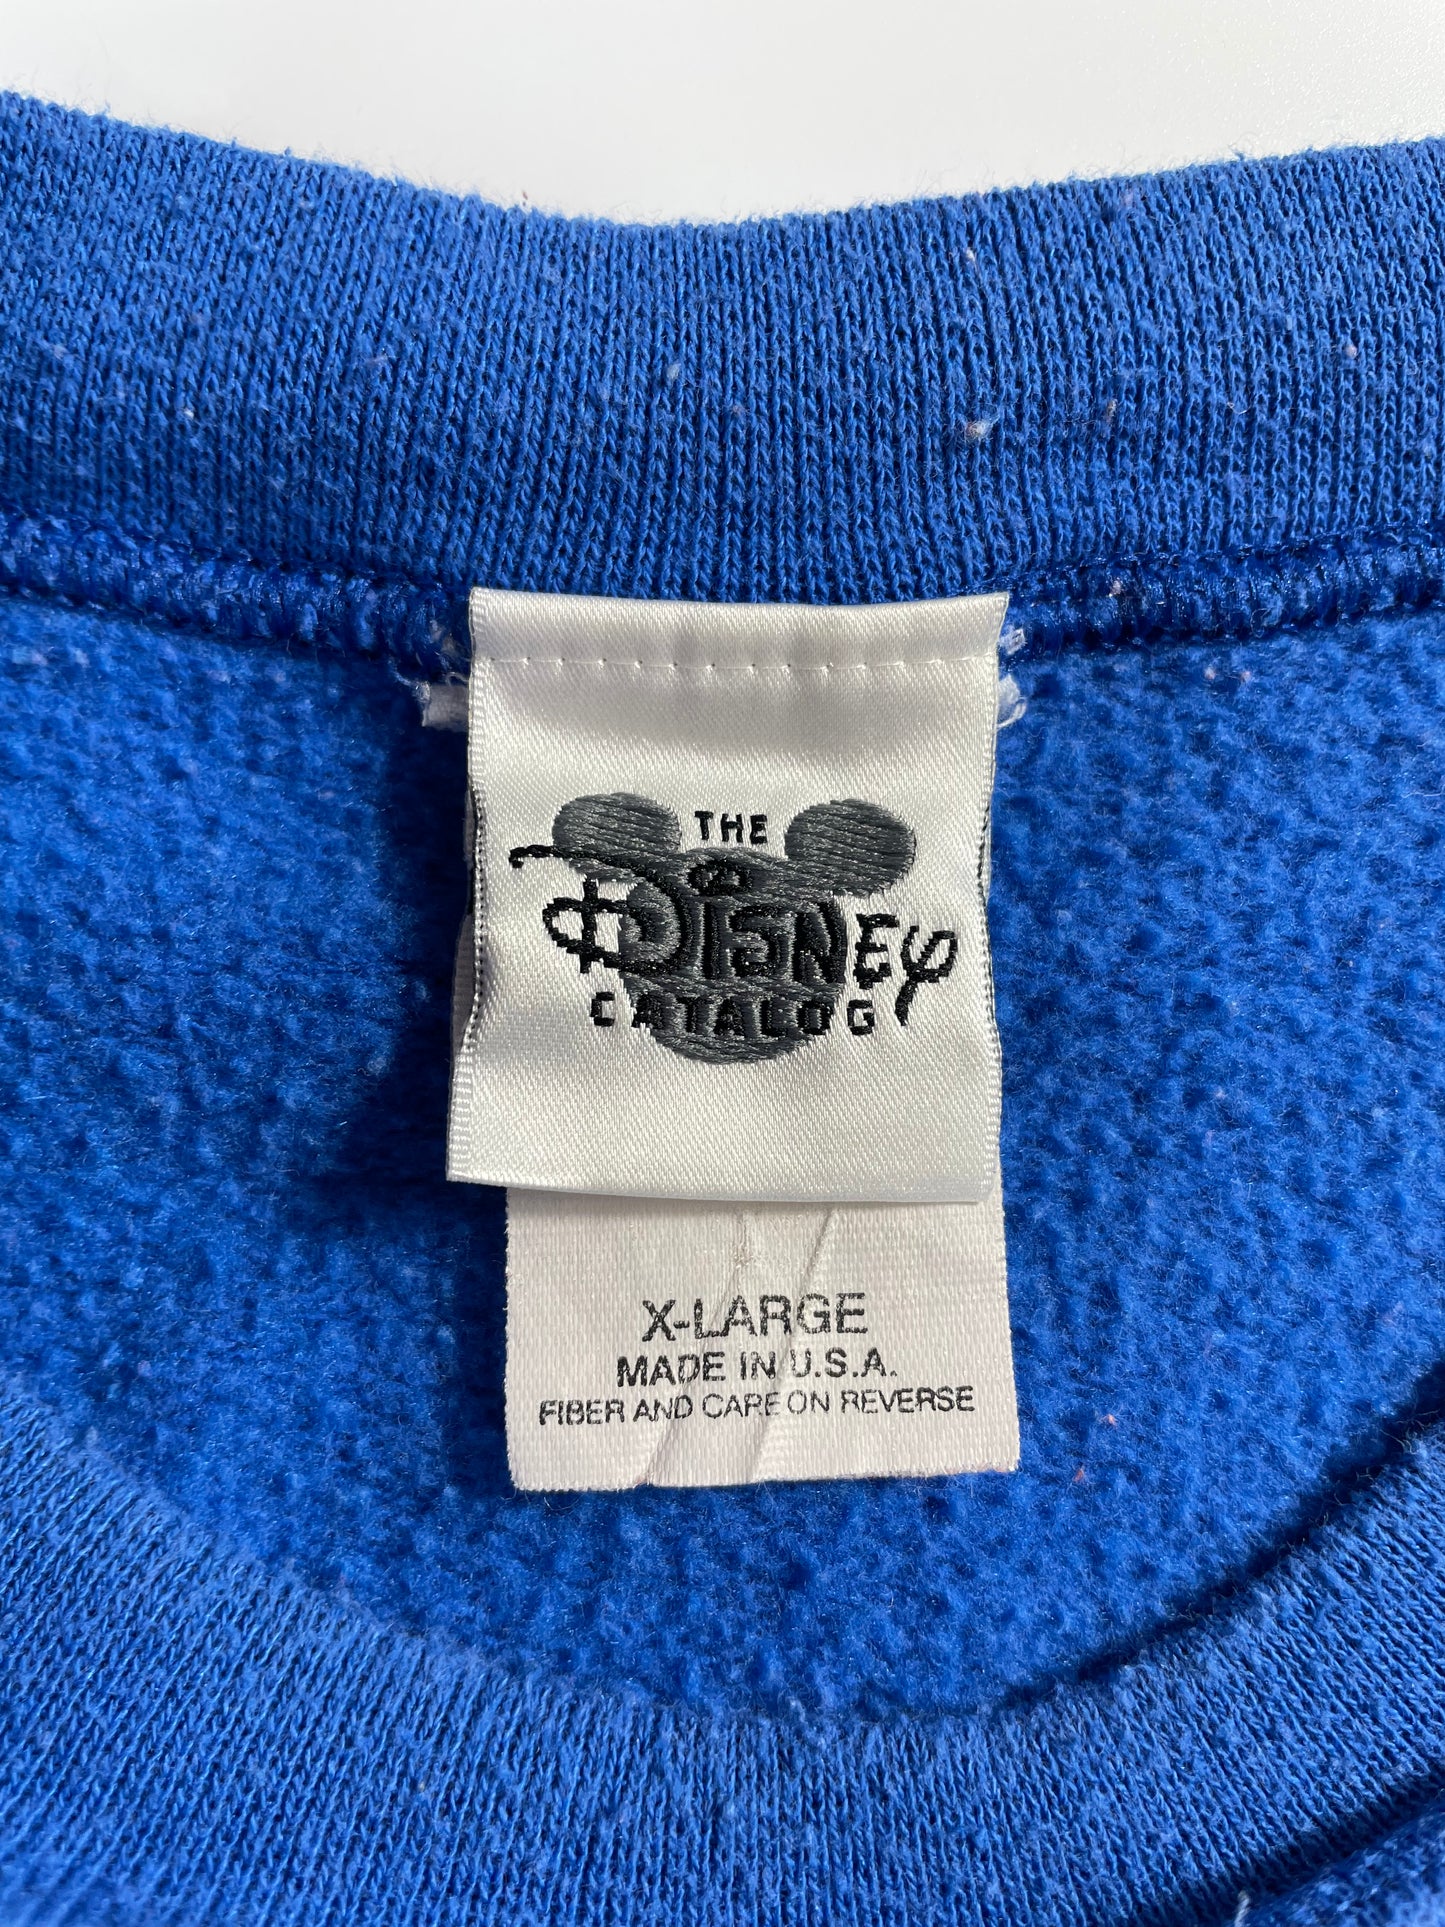 THE
DISNEY
CATALOG
X-LARGE
MADE IN U.S.A.
FIBER AND CARE ON REVERSE